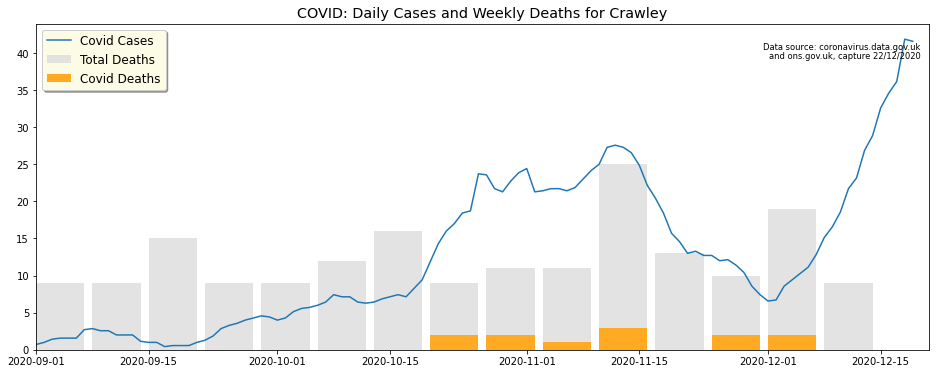 COVID: Daily Cases and Weekly Deaths for Crawley
Covid Cases
Total Deaths
Covid Deaths
Data source: coronavirus.data.gov.uk
and ons.gov.uk, capture 22/12/2020
40
35
30
25
20
15
10
5
0
2020-09-01 2020-09-15 2020-10-01 2020-10-15 2020-11-01 2020-11-15 2020-12-01 2020-12-15